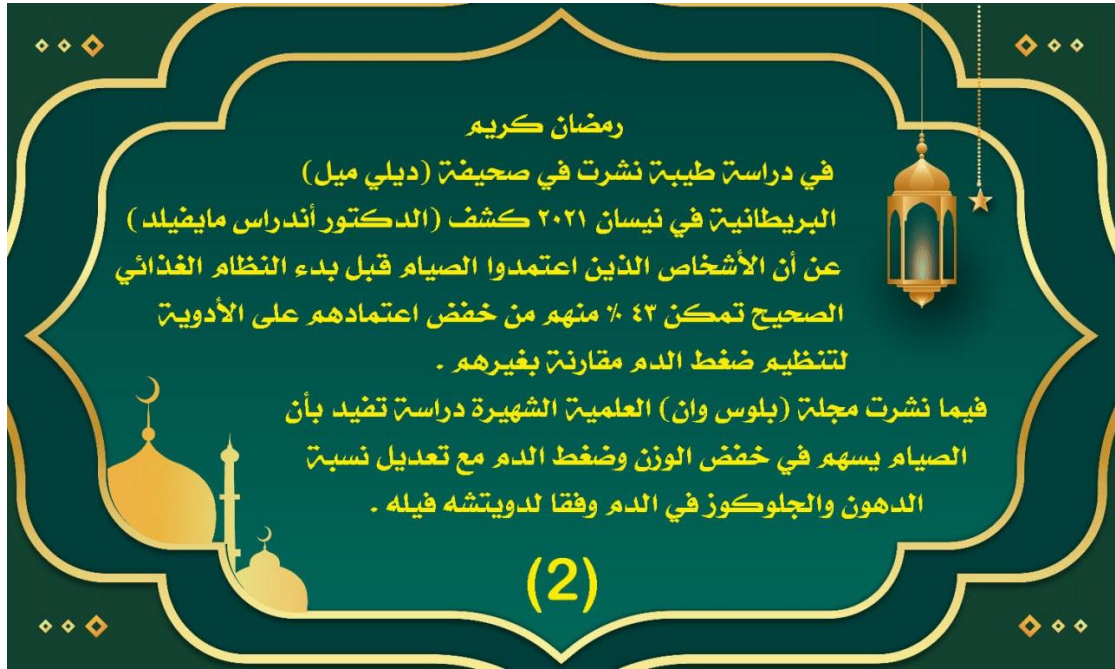 رمضان كريم
في دراسة طيبة نشرت في صحيفة (ديلي ميل)
البريطانية في نيسان ٢٠٢١ كشف (الدكتور أندراس مايفيلد)
عن أن الأشخاص الذين اعتمدوا الصيام قبل بدء النظام الغذائي
الصحيح تمكن ٤٣ % منهم من خفض اعتمادهم على الأدوية
لتنظيم ضغط الدم مقارنة بغيرهم .
فيما نشرت مجلة (بلوس وان) العلمية الشهيرة دراسة تفيد بأن
الصيام يسهم في خفض الوزن وضغط الدم مع تعديل نسبة
الدهون والجلوكوز في الدم وفقا لدويتشه فيله .
(2)